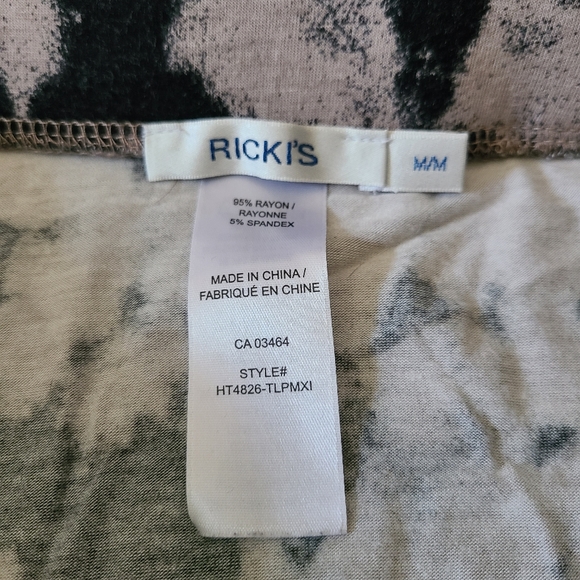 RICKI'S
M/M
95% RAYON /
RAYONNE
5% SPANDEX
MADE IN CHINA /
FABRIQUÉ EN CHINE
CA 03464
STYLE#
HT4826-TLPMXI